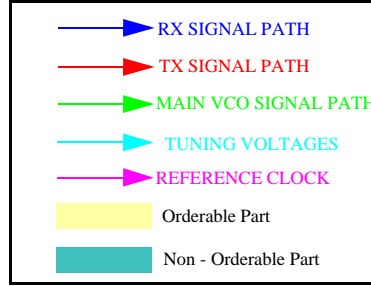 RX SIGNAL PATH
TX SIGNAL PATH
MAIN VCO SIGNAL PATH
TUNING VOLTAGES
REFERENCE CLOCK
Orderable Part
Non - Orderable Part